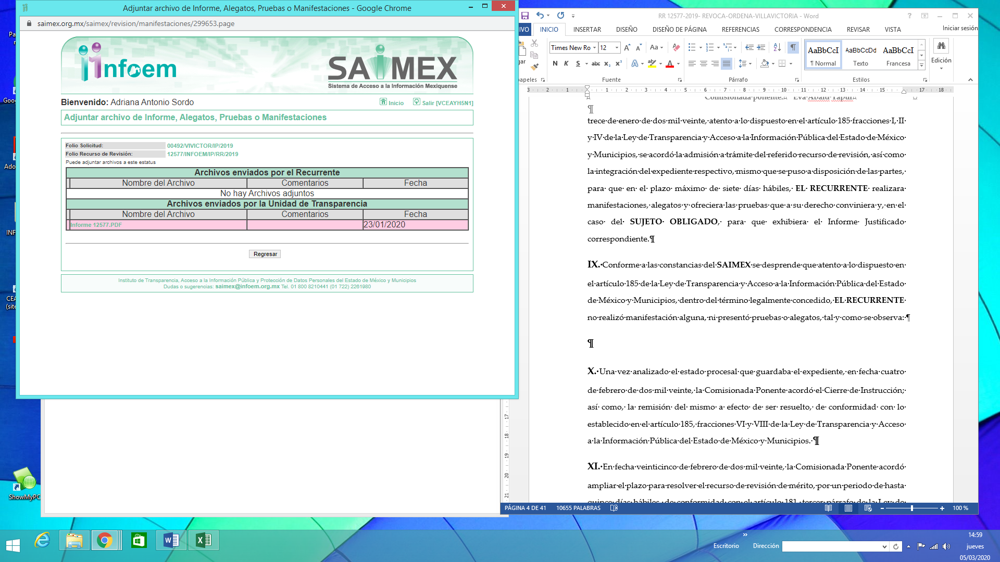 Adjuntar archivo de Informe, Alegatos, Pruebas o Manifestaciones - Google Chrome
saimex.org.mx/saimex/revision/manifestaciones/299653.page
infoem
SAIMEX
Sistema de Acceso a la Información Mexiquense
Bienvenido: Adriana Antonio Sordo
Inicio
Salir [VCEAYH5N1]
Adjuntar archivo de Informe, Alegatos, Pruebas o Manifestaciones
Folio Solicitud: 00492/VIVICTOR/IP/2019
Folio Recurso de Revisión: 12577/INFOEM/IP/RR/2019
Puede adjuntar archivos a este estatus
Archivos enviados por el Recurrente
Nombre del Archivo Comentarios Fecha
No hay Archivos adjuntos
Archivos enviados por la Unidad de Transparencia
Nombre del Archivo Comentarios Fecha
Informe 12577.PDF 23/01/2020
Regresar
Instituto de Transparencia, Acceso a la Información Pública y Protección de Datos Personales del Estado de México y Municipios
Dudas o sugerencias: saimex@infoem.org.mx Tel. 01 800 8210441 (01 722) 2261980
RR 12577-2019- REVOCA-ORDENA-VILLAVICTORIA - Word
INICIO INSERTAR DISEÑO DISEÑO DE PÁGINA REFERENCIAS CORRESPONDENCIA REVISAR VISTA Iniciar sesión
Times New Ro 12
AaBbCcI AaBbCcDd AaBbCcI
¶ Normal Texto Francesa
Edición
Fuente Párrafo Estilos
Comisionada ponente. Eva Abaid Yapur
¶
trece de enero de dos mil veinte, atento a lo dispuesto en el artículo 185 fracciones I, II
y IV de la Ley de Transparencia y Acceso a la Información Pública del Estado de México
y Municipios, se acordó la admisión a trámite del referido recurso de revisión, así como
la integración del expediente respectivo, mismo que se puso a disposición de las partes,
para que en el plazo máximo de siete días hábiles, EL RECURRENTE realizara
manifestaciones, alegatos y ofreciera las pruebas que a su derecho conviniera y, en el
caso del SUJETO OBLIGADO, para que exhibiera el Informe Justificado
correspondiente.¶
IX. Conforme a las constancias del SAIMEX se desprende que atento a lo dispuesto en
el artículo 185 de la Ley de Transparencia y Acceso a la Información Pública del Estado
de México y Municipios, dentro del término legalmente concedido, EL RECURRENTE
no realizó manifestación alguna, ni presentó pruebas o alegatos, tal y como se observa: ¶
¶
X. Una vez analizado el estado procesal que guardaba el expediente, en fecha cuatro
de febrero de dos mil veinte, la Comisionada Ponente acordó el Cierre de Instrucción;
así como, la remisión del mismo a efecto de ser resuelto, de conformidad con lo
establecido en el artículo 185, fracciones VI y VIII de la Ley de Transparencia y Acceso
a la Información Pública del Estado de México y Municipios. ¶
XI. En fecha veinticinco de febrero de dos mil veinte, la Comisionada Ponente acordó
ampliar el plazo para resolver el recurso de revisión de mérito, por un periodo de hasta
quince días hábiles, de conformidad con el artículo 181, tercer párrafo de la Ley de
PÁGINA 4 DE 41 10655 PALABRAS 100 %
ShowMyPC
Escritorio Dirección
14:59
jueves
05/03/2020